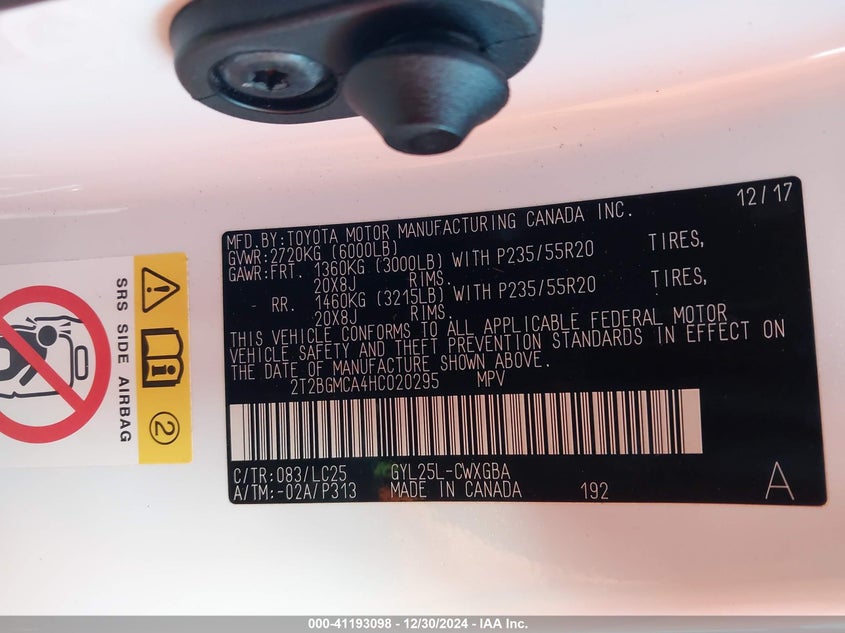 12/17
MFD.BY:TOYOTA MOTOR MANUFACTURING CANADA INC.
GVWR:2720KG (6000LB)
GAWR:FRT. 1360KG (3000LB) WITH P235/55R20 TIRES,
20X8J RIMS.
RR. 1460KG (3215LB) WITH P235/55R20 TIRES,
20X8J RIMS.
THIS VEHICLE CONFORMS TO ALL APPLICABLE FEDERAL MOTOR
VEHICLE SAFETY AND THEFT PREVENTION STANDARDS IN EFFECT ON
THE DATE OF MANUFACTURE SHOWN ABOVE.
2T2BGMCA4HC020295 MPV
C/TR:083/LC25 GYL25L-CWXGBA
A/TM:-02A/P313 MADE IN CANADA 192 A
SRS SIDE AIRBAG
2
000-41193098 - 12/30/2024 - IAA Inc.